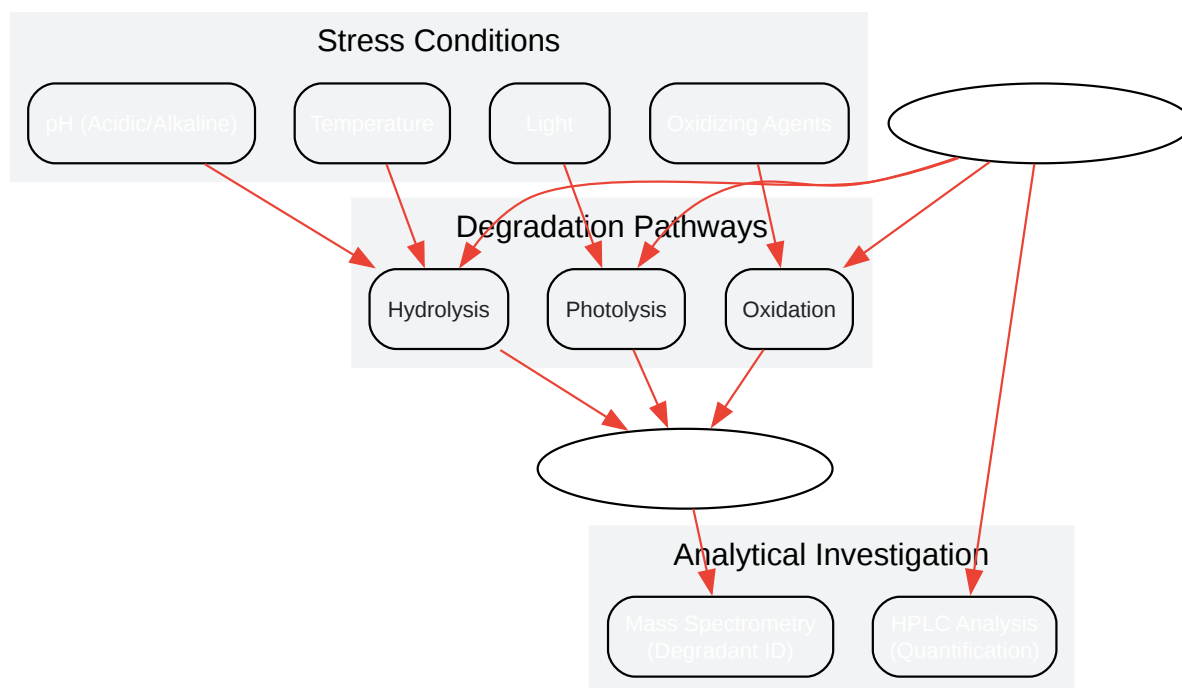 Stress Conditions
pH (Acidic/Alkaline)
Temperature
Light
Oxidizing Agents
Degradation Pathways
Hydrolysis
Photolysis
Oxidation
Analytical Investigation
Mass Spectrometry
(Degradant ID)
HPLC Analysis
(Quantification)